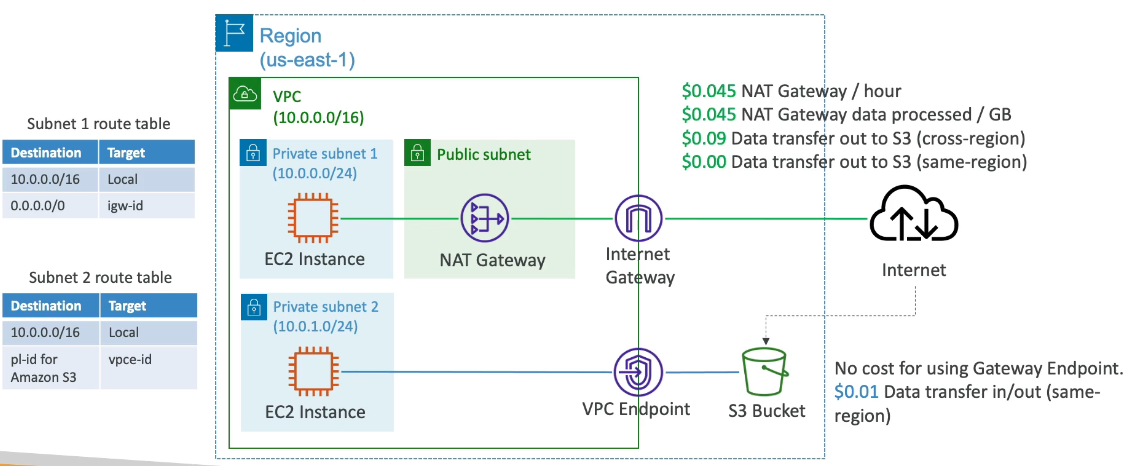 Region
(us-east-1)
VPC
(10.0.0.0/16)
$0.045 NAT Gateway / hour
$0.045 NAT Gateway data processed / GB
$0.09 Data transfer out to S3 (cross-region)
$0.00 Data transfer out to S3 (same-region)
Subnet 1 route table
Destination Target
10.0.0.0/16 Local
0.0.0.0/0 igw-id
Private subnet 1
(10.0.0.0/24)
EC2 Instance
Public subnet
NAT Gateway
Internet
Gateway
Internet
Subnet 2 route table
Destination Target
10.0.0.0/16 Local
pl-id for vpce-id
Amazon S3
Private subnet 2
(10.0.1.0/24)
EC2 Instance
VPC Endpoint
S3 Bucket
No cost for using Gateway Endpoint.
$0.01 Data transfer in/out (same-
region)